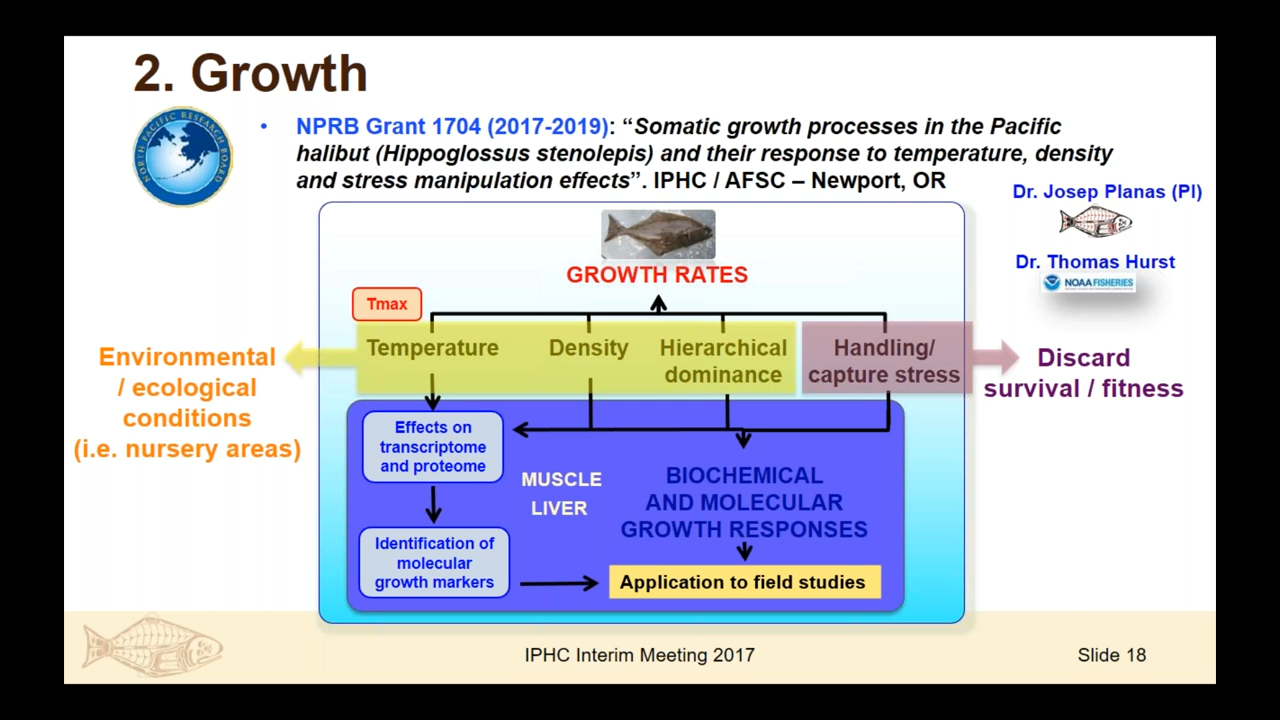 2. Growth
NORTH PACIFIC RESEARCH BOARD
• NPRB Grant 1704 (2017-2019): “Somatic growth processes in the Pacific
halibut (Hippoglossus stenolepis) and their response to temperature, density
and stress manipulation effects”. IPHC / AFSC – Newport, OR
Dr. Josep Planas (PI)
Dr. Thomas Hurst
NOAA FISHERIES
GROWTH RATES
Tmax
Temperature
Density
Hierarchical
dominance
Handling/
capture stress
Environmental
/ ecological
conditions
(i.e. nursery areas)
Discard
survival / fitness
Effects on
transcriptome
and proteome
MUSCLE
LIVER
BIOCHEMICAL
AND MOLECULAR
GROWTH RESPONSES
Identification of
molecular
growth markers
Application to field studies
IPHC Interim Meeting 2017
Slide 18